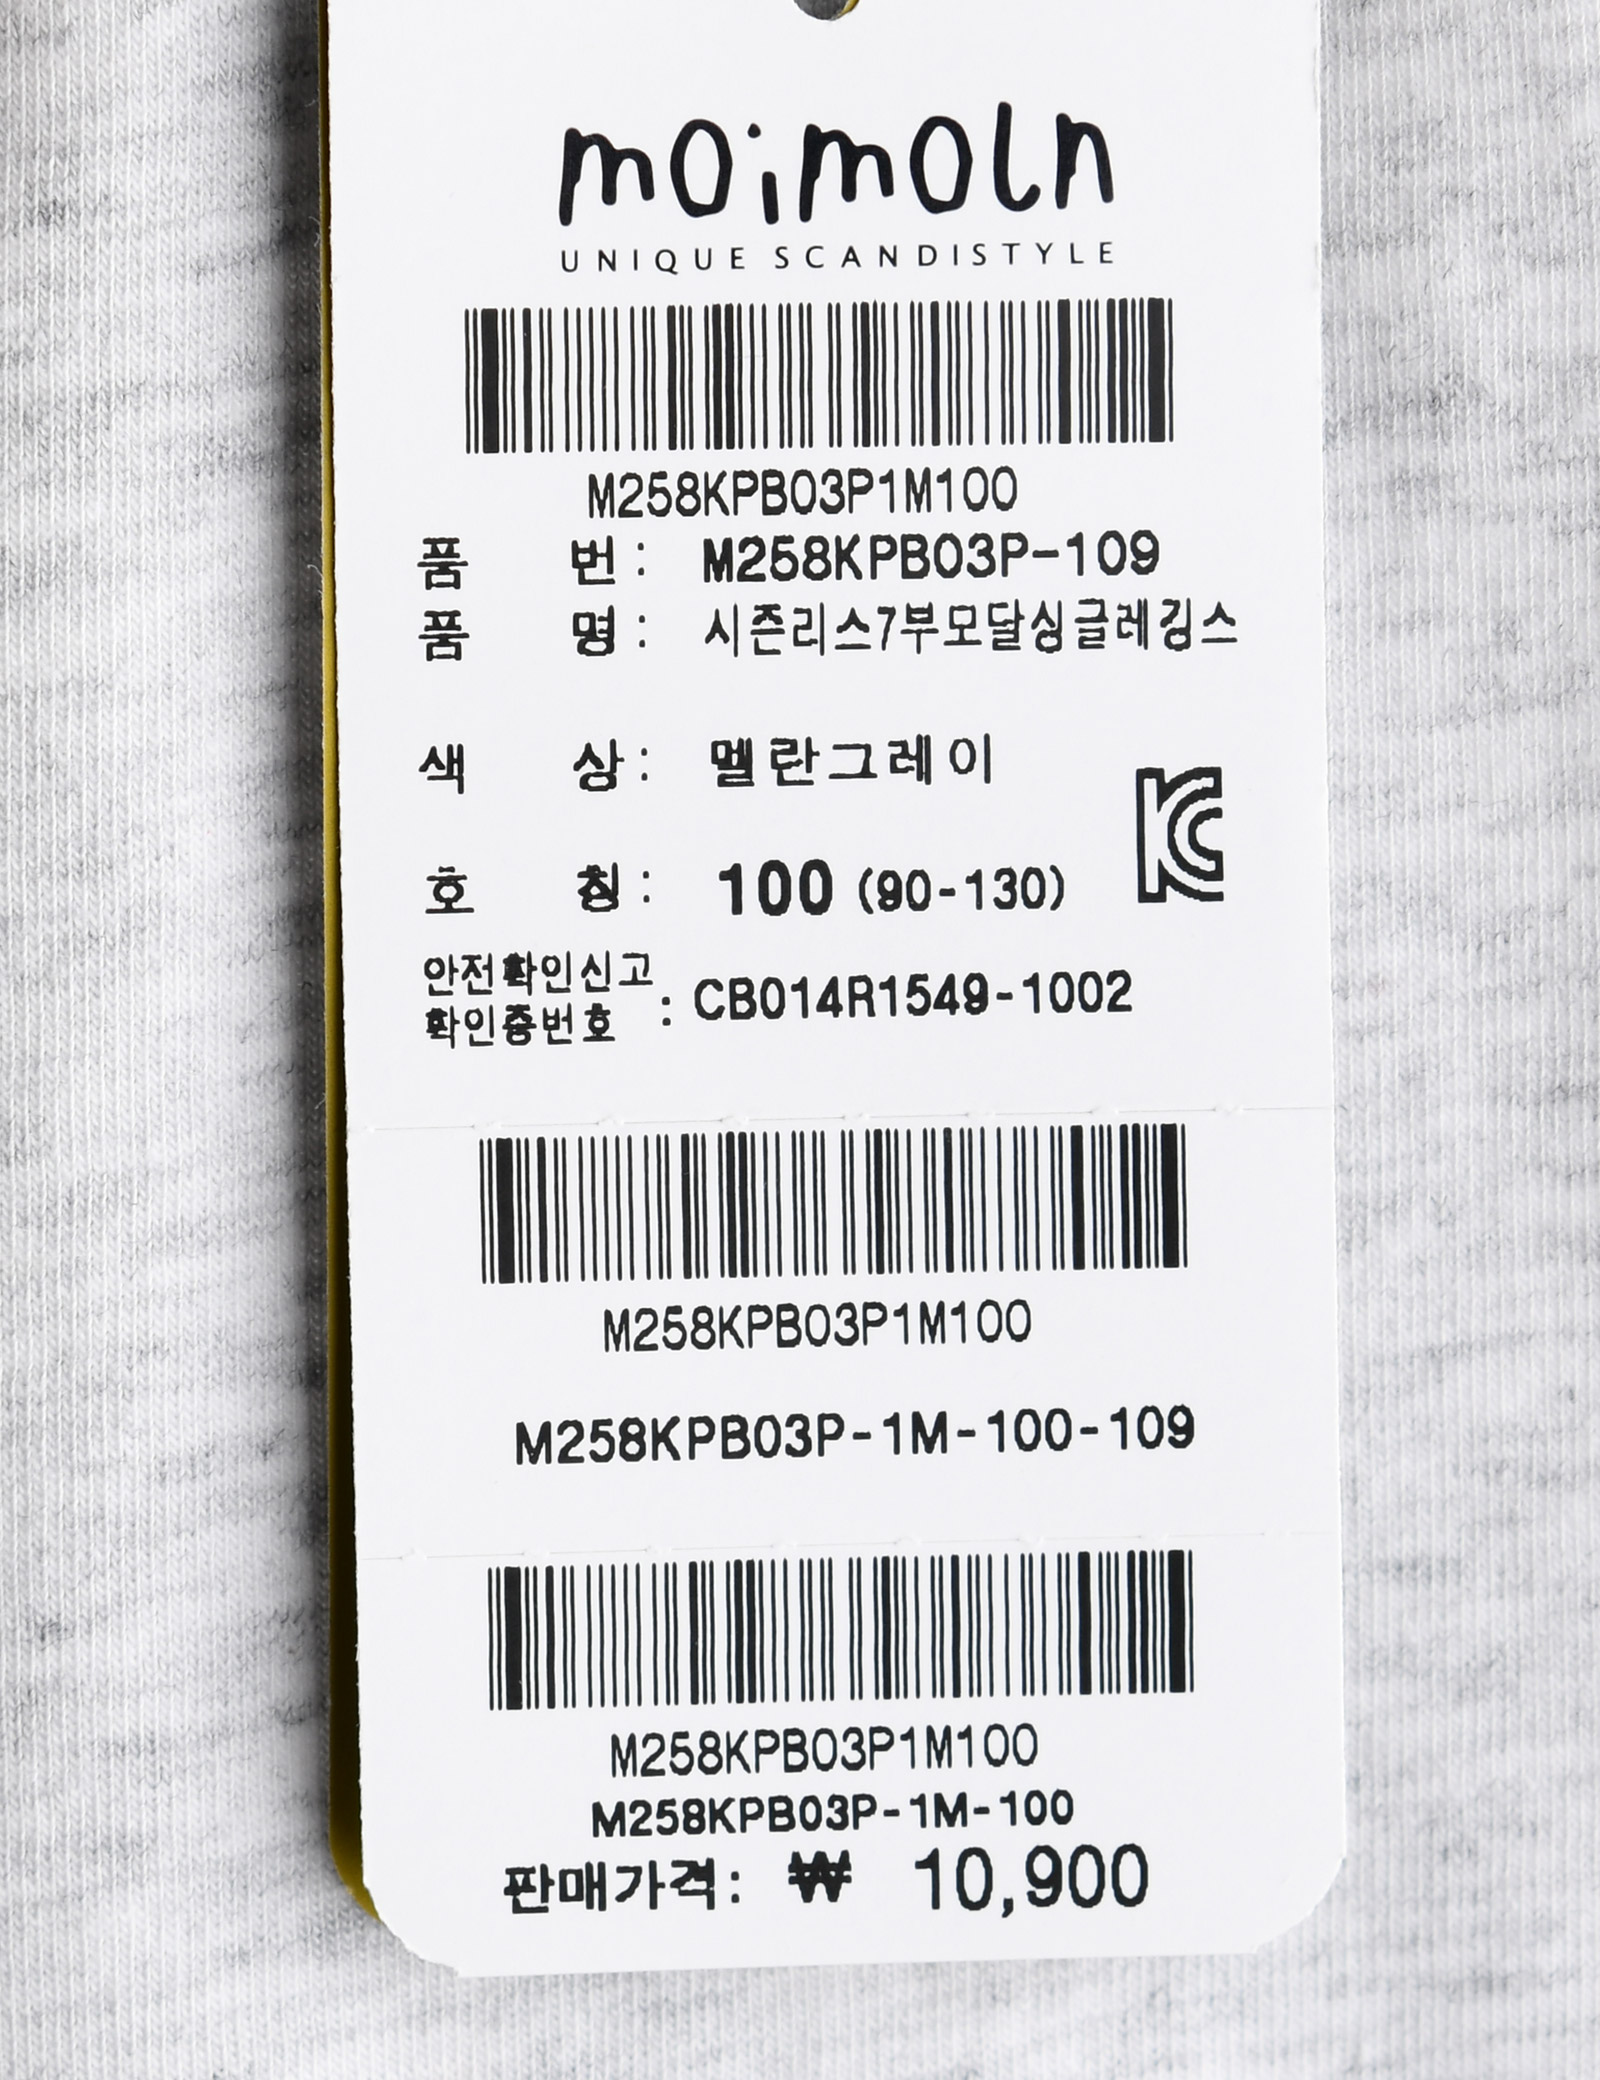 moimoln
UNIQUE SCANDISTYLE
M258KPB03P1M100
품 번 : M258KPB03P-109
품 명 : 시즌리스7부모달싱글레깅스
색 상 : 멜란그레이
호 칭 : 100 (90-130)
KC
안전확인신고
확인증번호 : CB014R1549-1002
M258KPB03P1M100
M258KPB03P-1M-100-109
M258KPB03P1M100
M258KPB03P-1M-100
판매가격: ₩ 10,900